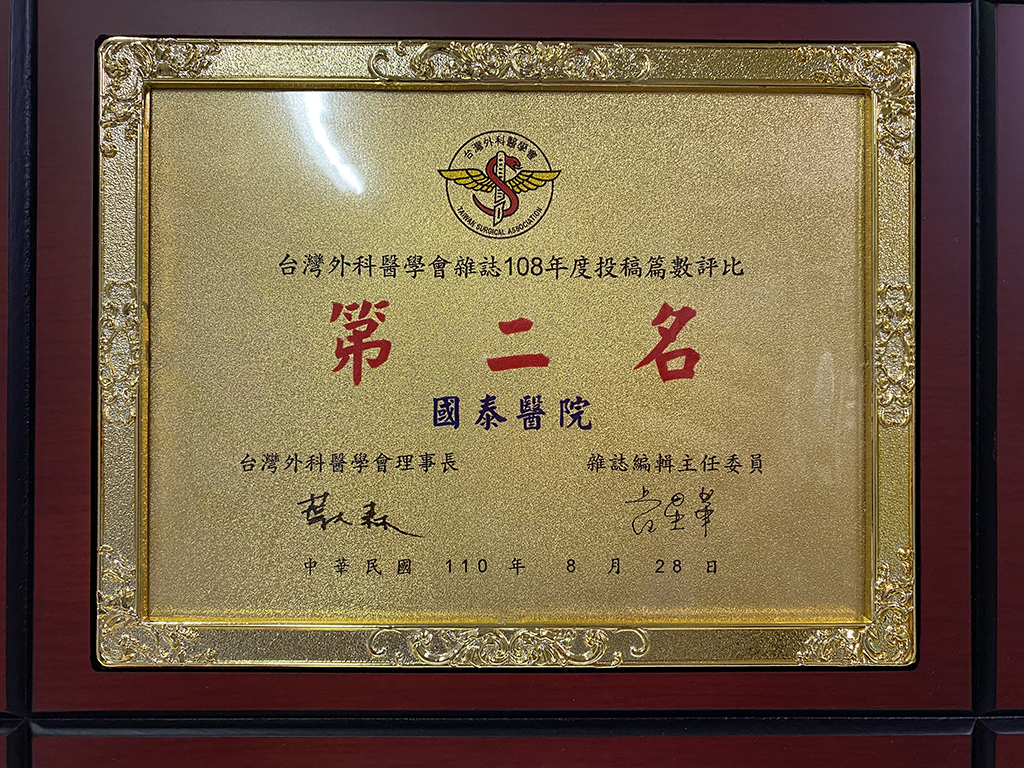 台灣外科醫學會
TAIWAN SURGICAL ASSOCIATION
台灣外科醫學會雜誌108年度投稿篇數評比
第二名
國泰醫院
台灣外科醫學會理事長 雜誌編輯主任委員
中華民國 110 年 8 月 28 日